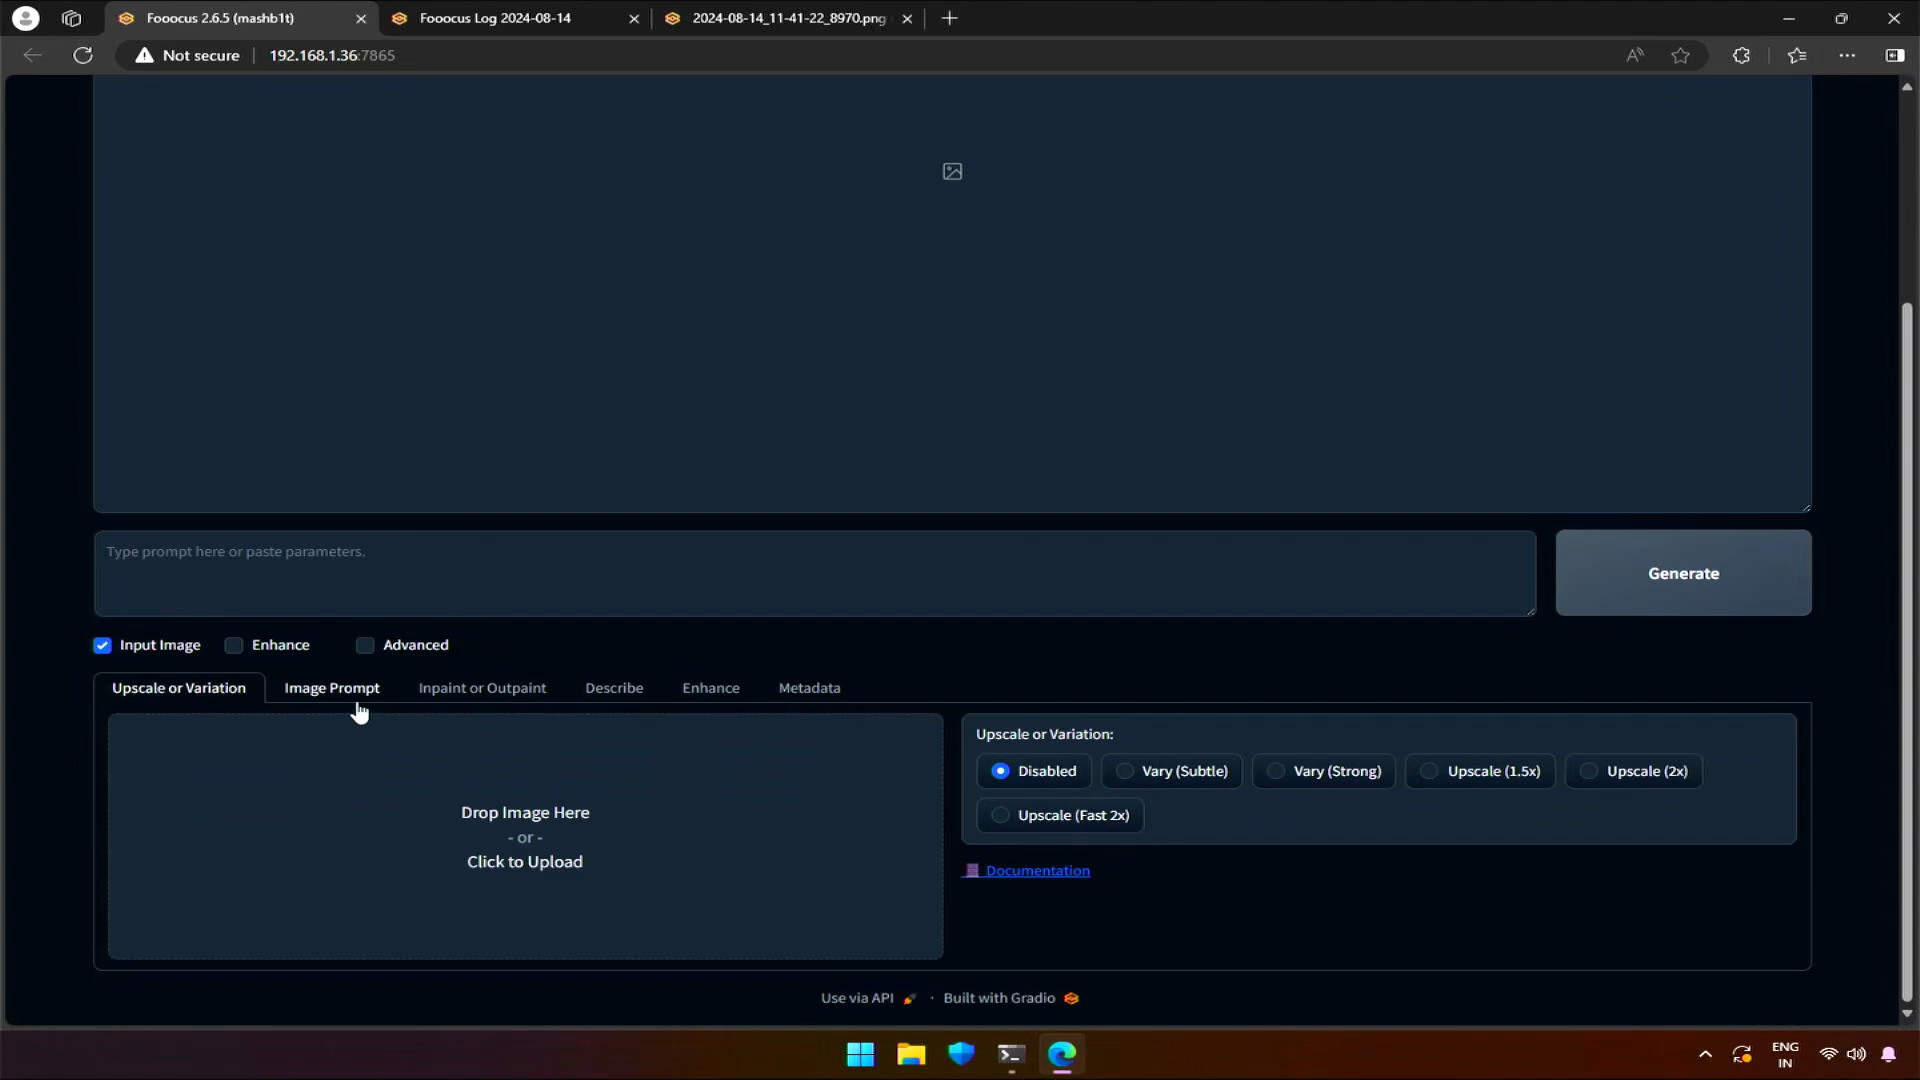 Fooocus 2.6.5 (mashb1t)
Fooocus Log 2024-08-14
2024-08-14_11-41-22_8970.png
Not secure
192.168.1.36:7865
Type prompt here or paste parameters.
Generate
Input Image
Enhance
Advanced
Upscale or Variation
Image Prompt
Inpaint or Outpaint
Describe
Enhance
Metadata
Drop Image Here
- or -
Click to Upload
Upscale or Variation:
Disabled
Vary (Subtle)
Vary (Strong)
Upscale (1.5x)
Upscale (2x)
Upscale (Fast 2x)
Documentation
Use via API · Built with Gradio
ENG
IN